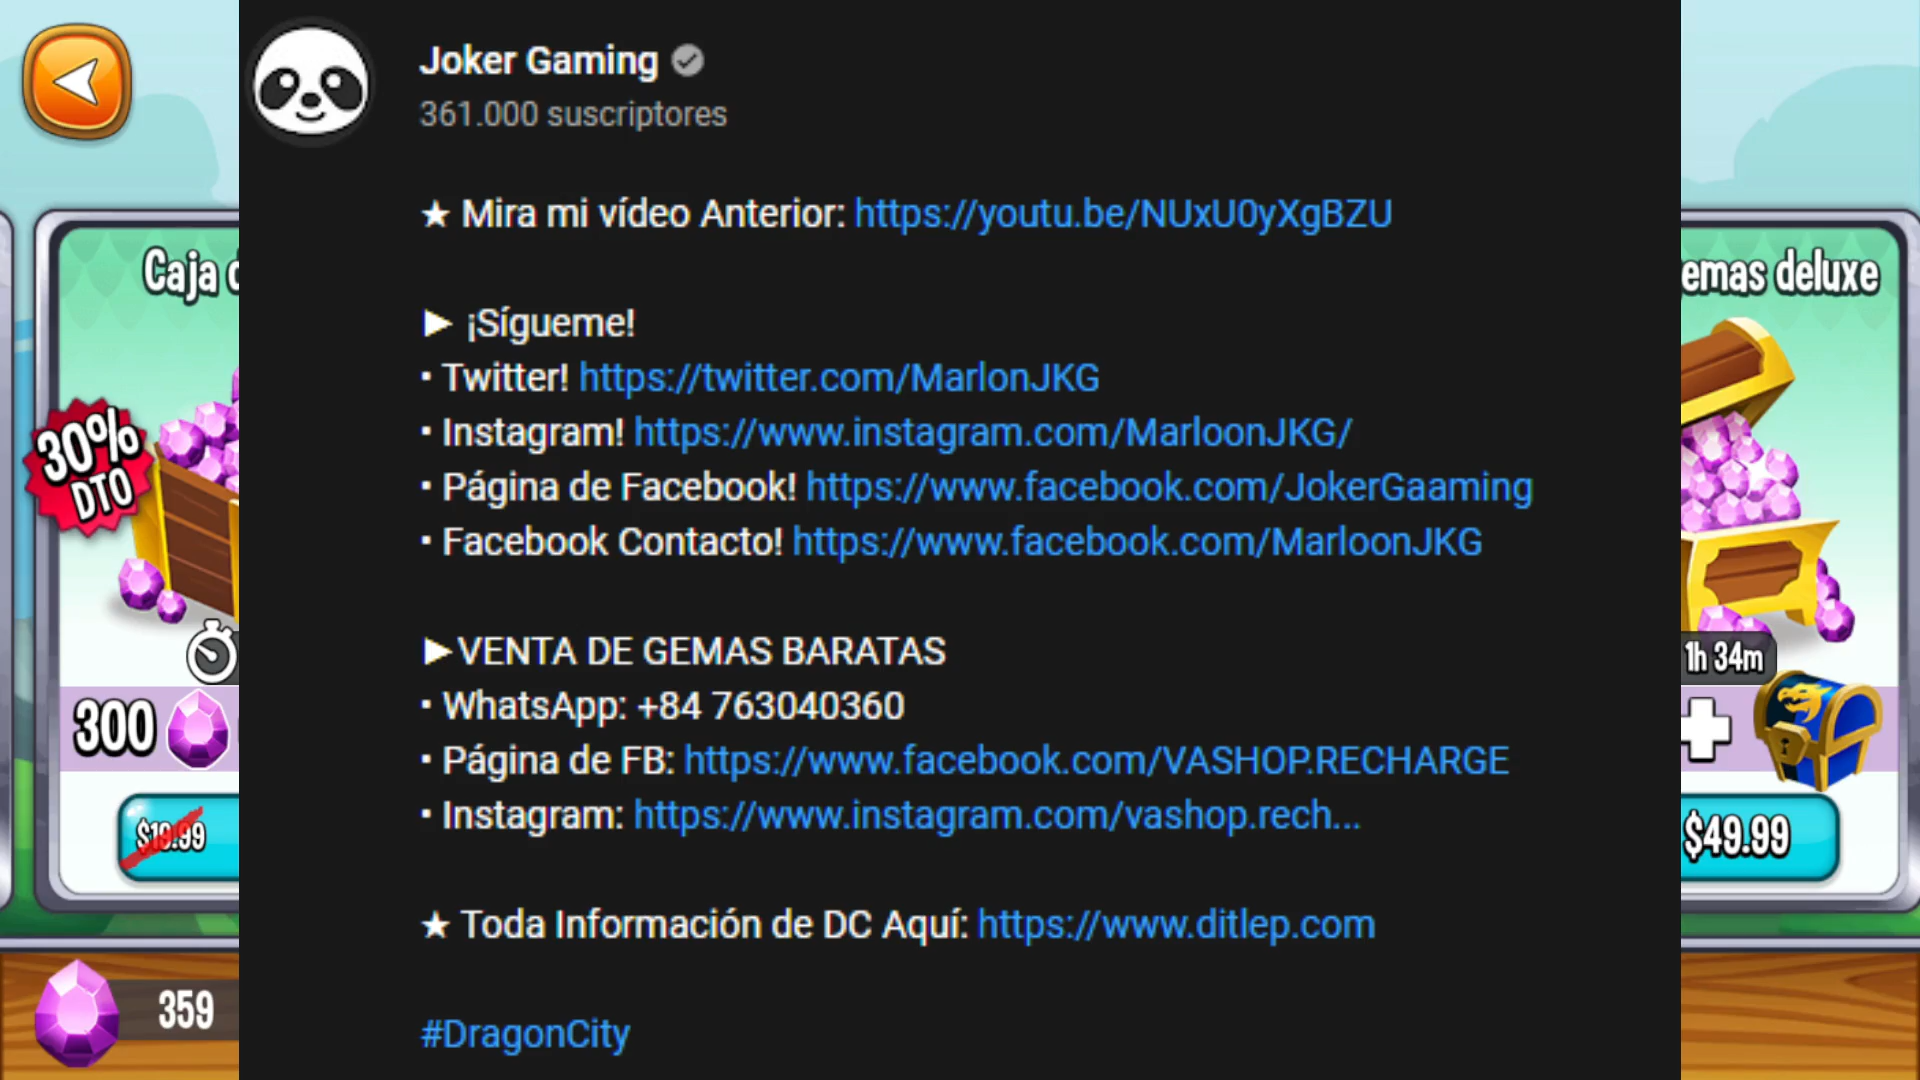 Joker Gaming
361.000 suscriptores
★ Mira mi vídeo Anterior: https://youtu.be/NUxU0yXgBZU
► ¡Sígueme!
· Twitter! https://twitter.com/MarlonJKG
· Instagram! https://www.instagram.com/MarloonJKG/
· Página de Facebook! https://www.facebook.com/JokerGaaming
· Facebook Contacto! https://www.facebook.com/MarloonJKG
►VENTA DE GEMAS BARATAS
· WhatsApp: +84 763040360
· Página de FB: https://www.facebook.com/VASHOP.RECHARGE
· Instagram: https://www.instagram.com/vashop.rech...
★ Toda Información de DC Aquí: https://www.ditlep.com
#DragonCity
Caja
30%
DTO
300
$19.99
359
emas deluxe
1h 34m
+
$49.99